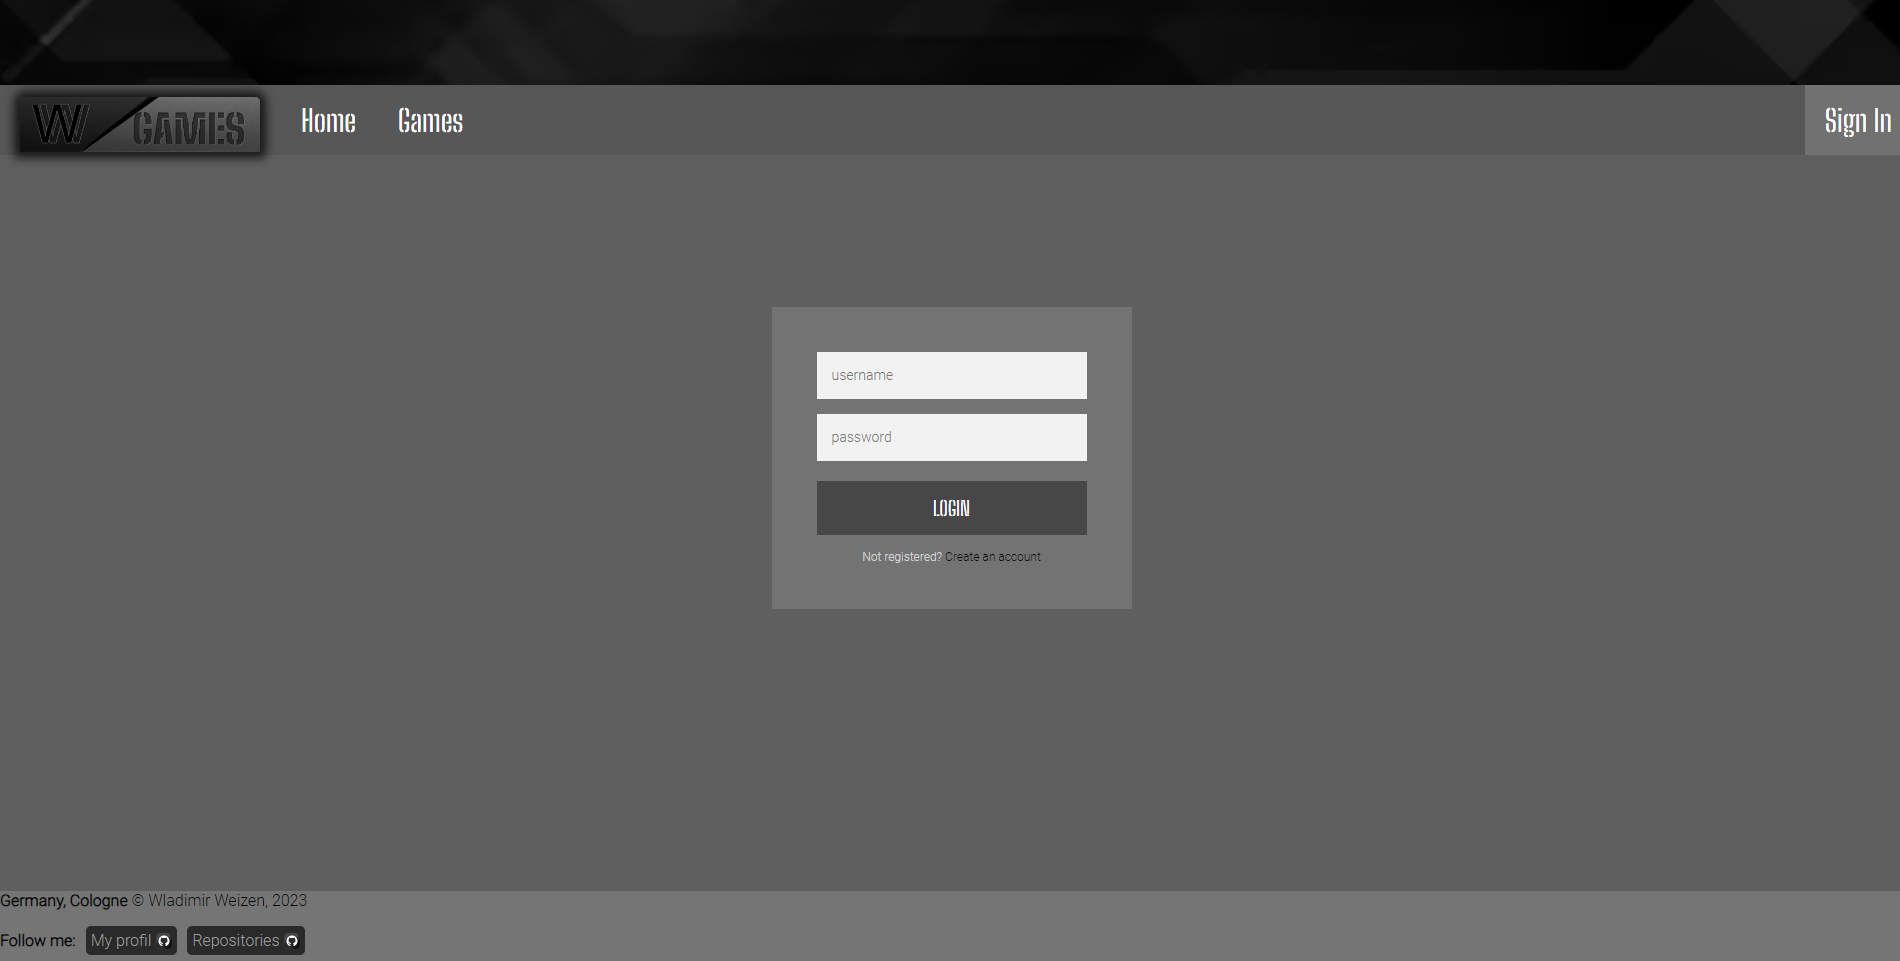 W GAMES
Home Games Sign In
username
password
LOGIN
Not registered? Create an account
Germany, Cologne © Wladimir Weizen, 2023
Follow me: My profil Repositories